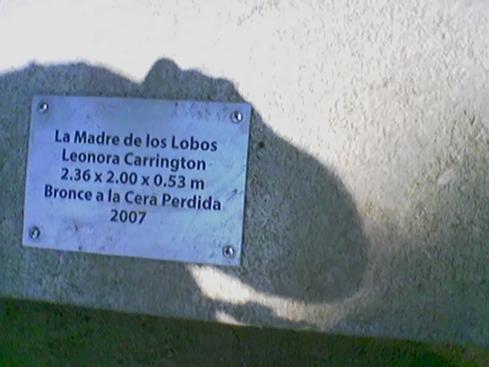 La Madre de los Lobos
Leonora Carrington
2.36 x 2.00 x 0.53 m
Bronce a la Cera Perdida
2007